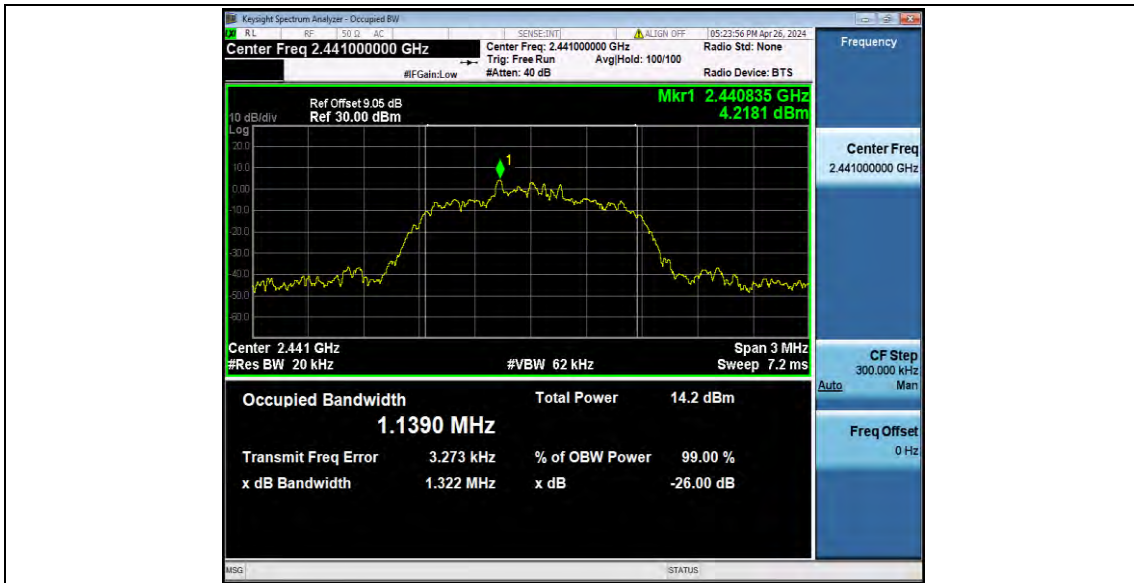 Keysight Spectrum Analyzer - Occupied BW
RL RF 50 Ω AC SENSE:INT ALIGN OFF 05:23:56 PM Apr 26, 2024
Center Freq 2.441000000 GHz
Center Freq: 2.441000000 GHz Radio Std: None
Trig: Free Run Avg|Hold: 100/100
#IFGain:Low #Atten: 40 dB Radio Device: BTS
Mkr1 2.440835 GHz
4.2181 dBm
Ref Offset 9.05 dB
10 dB/div Ref 30.00 dBm
Log
20.0
10.0
0.00
-10.0
-20.0
-30.0
-40.0
-50.0
-60.0
1
Center 2.441 GHz Span 3 MHz
#Res BW 20 kHz #VBW 62 kHz Sweep 7.2 ms
Occupied Bandwidth Total Power 14.2 dBm
1.1390 MHz
Transmit Freq Error 3.273 kHz % of OBW Power 99.00 %
x dB Bandwidth 1.322 MHz x dB -26.00 dB
MSG STATUS
Frequency
Center Freq
2.441000000 GHz
CF Step
300.000 kHz
Auto Man
Freq Offset
0 Hz